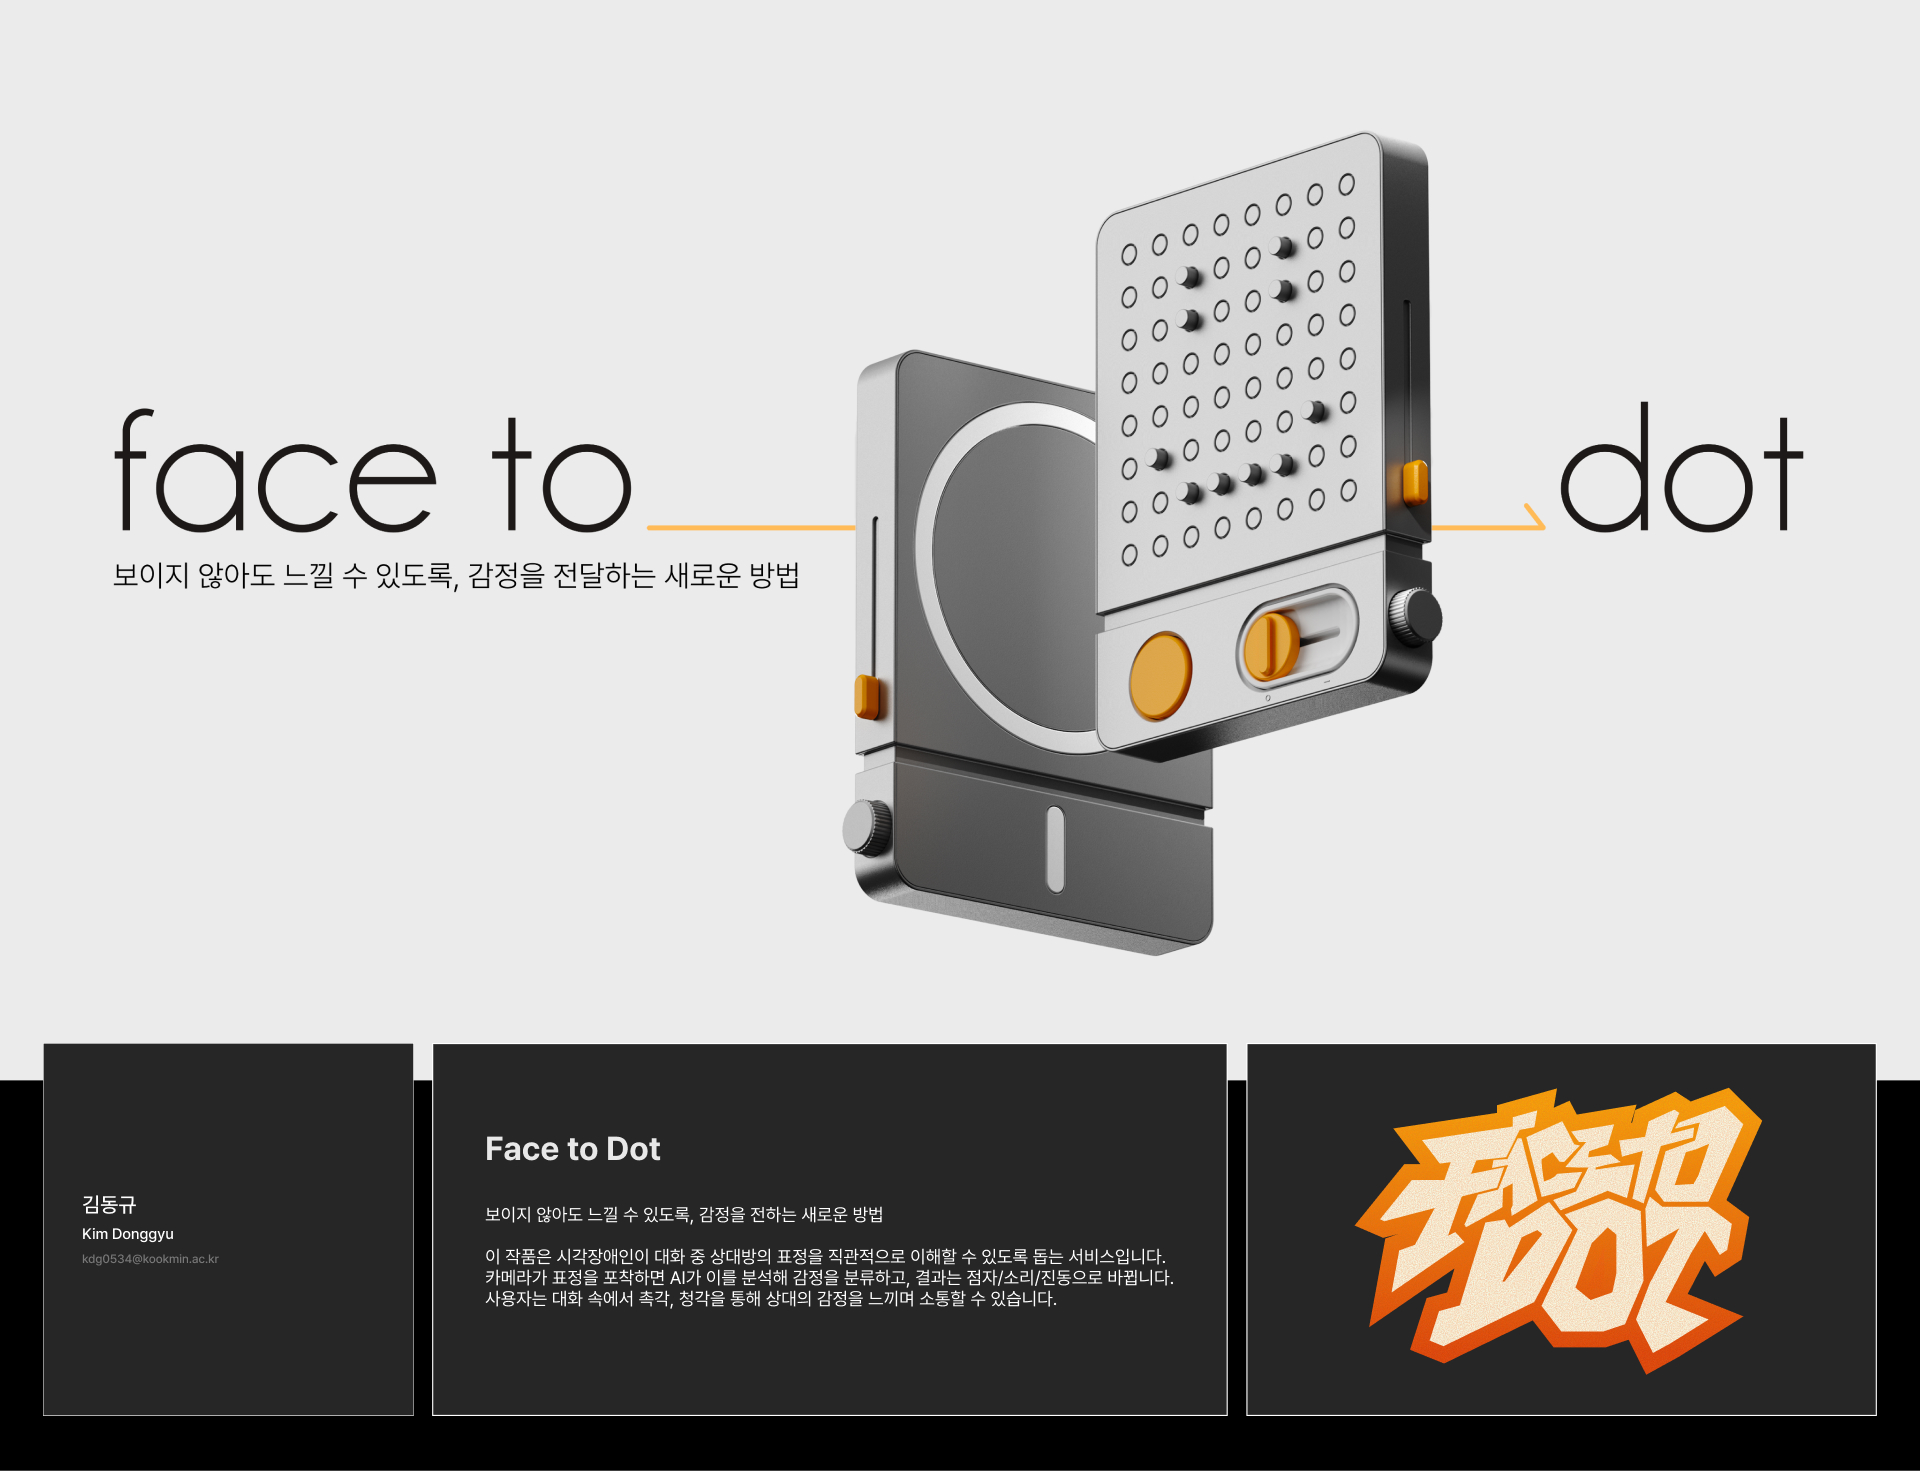 face to dot
보이지 않아도 느낄 수 있도록, 감정을 전달하는 새로운 방법
김동규
Kim Donggyu
kdg0534@kookmin.ac.kr
Face to Dot
보이지 않아도 느낄 수 있도록, 감정을 전하는 새로운 방법
이 작품은 시각장애인이 대화 중 상대방의 표정을 직관적으로 이해할 수 있도록 돕는 서비스입니다.
카메라가 표정을 포착하면 AI가 이를 분석해 감정을 분류하고, 결과는 점자/소리/진동으로 바뀝니다.
사용자는 대화 속에서 촉각, 청각을 통해 상대의 감정을 느끼며 소통할 수 있습니다.
FACE to
DOT